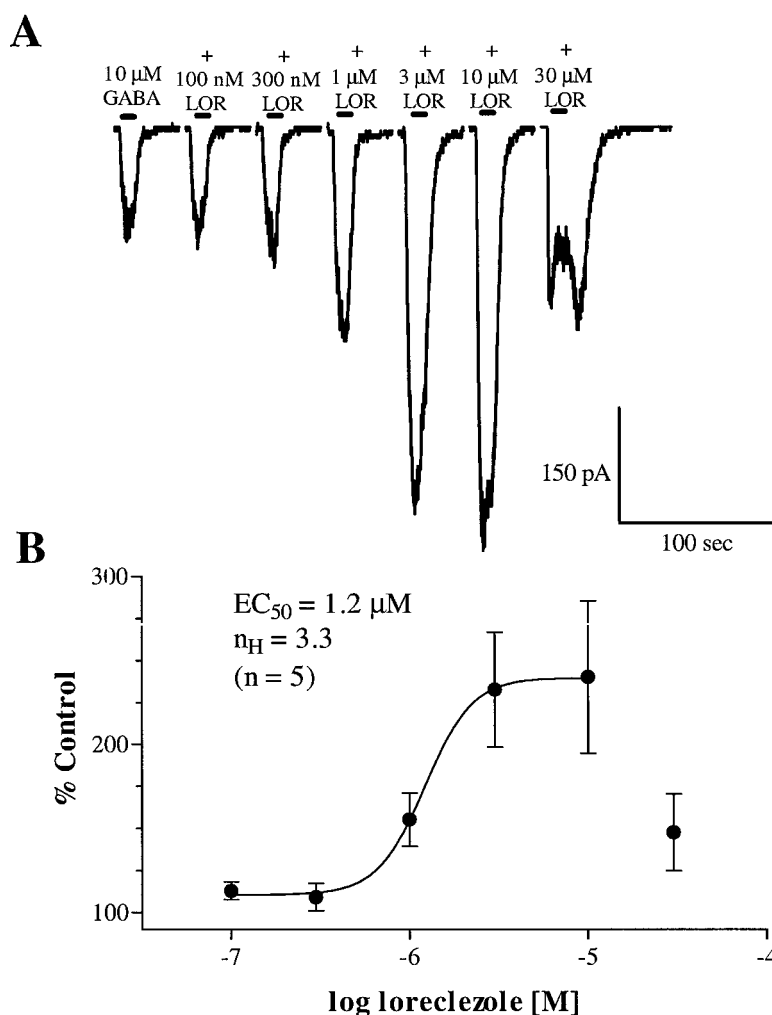 A
+ + + + + +
10 µM 100 nM 300 nM 1 µM 3 µM 10 µM 30 µM
GABA LOR LOR LOR LOR LOR LOR
150 pA
100 sec
B
300
EC50 = 1.2 µM
nH = 3.3
(n = 5)
200
100
% Control
-7 -6 -5 -4
log loreclezole [M]